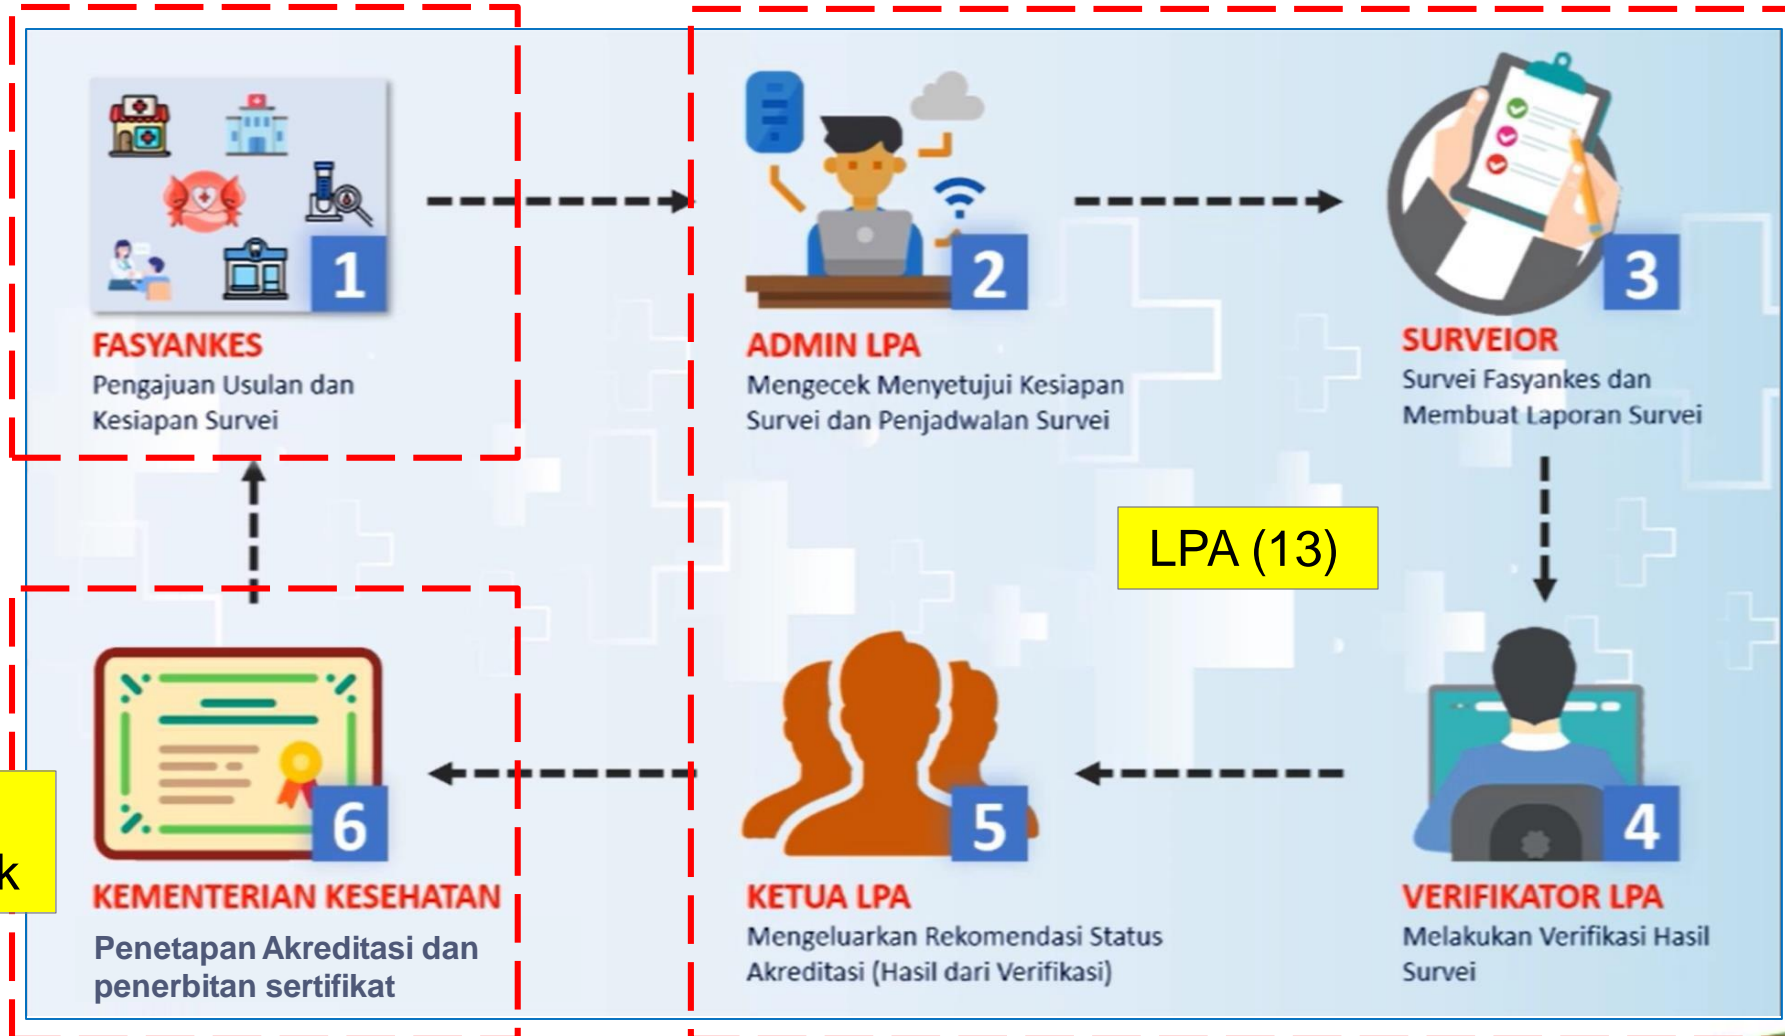 1
FASYANKES
Pengajuan Usulan dan
Kesiapan Survei
2
ADMIN LPA
Mengecek Menyetujui Kesiapan
Survei dan Penjadwalan Survei
3
SURVEIOR
Survei Fasyankes dan
Membuat Laporan Survei
LPA (13)
4
VERIFIKATOR LPA
Melakukan Verifikasi Hasil
Survei
5
KETUA LPA
Mengeluarkan Rekomendasi Status
Akreditasi (Hasil dari Verifikasi)
6
KEMENTERIAN KESEHATAN
Penetapan Akreditasi dan
penerbitan sertifikat